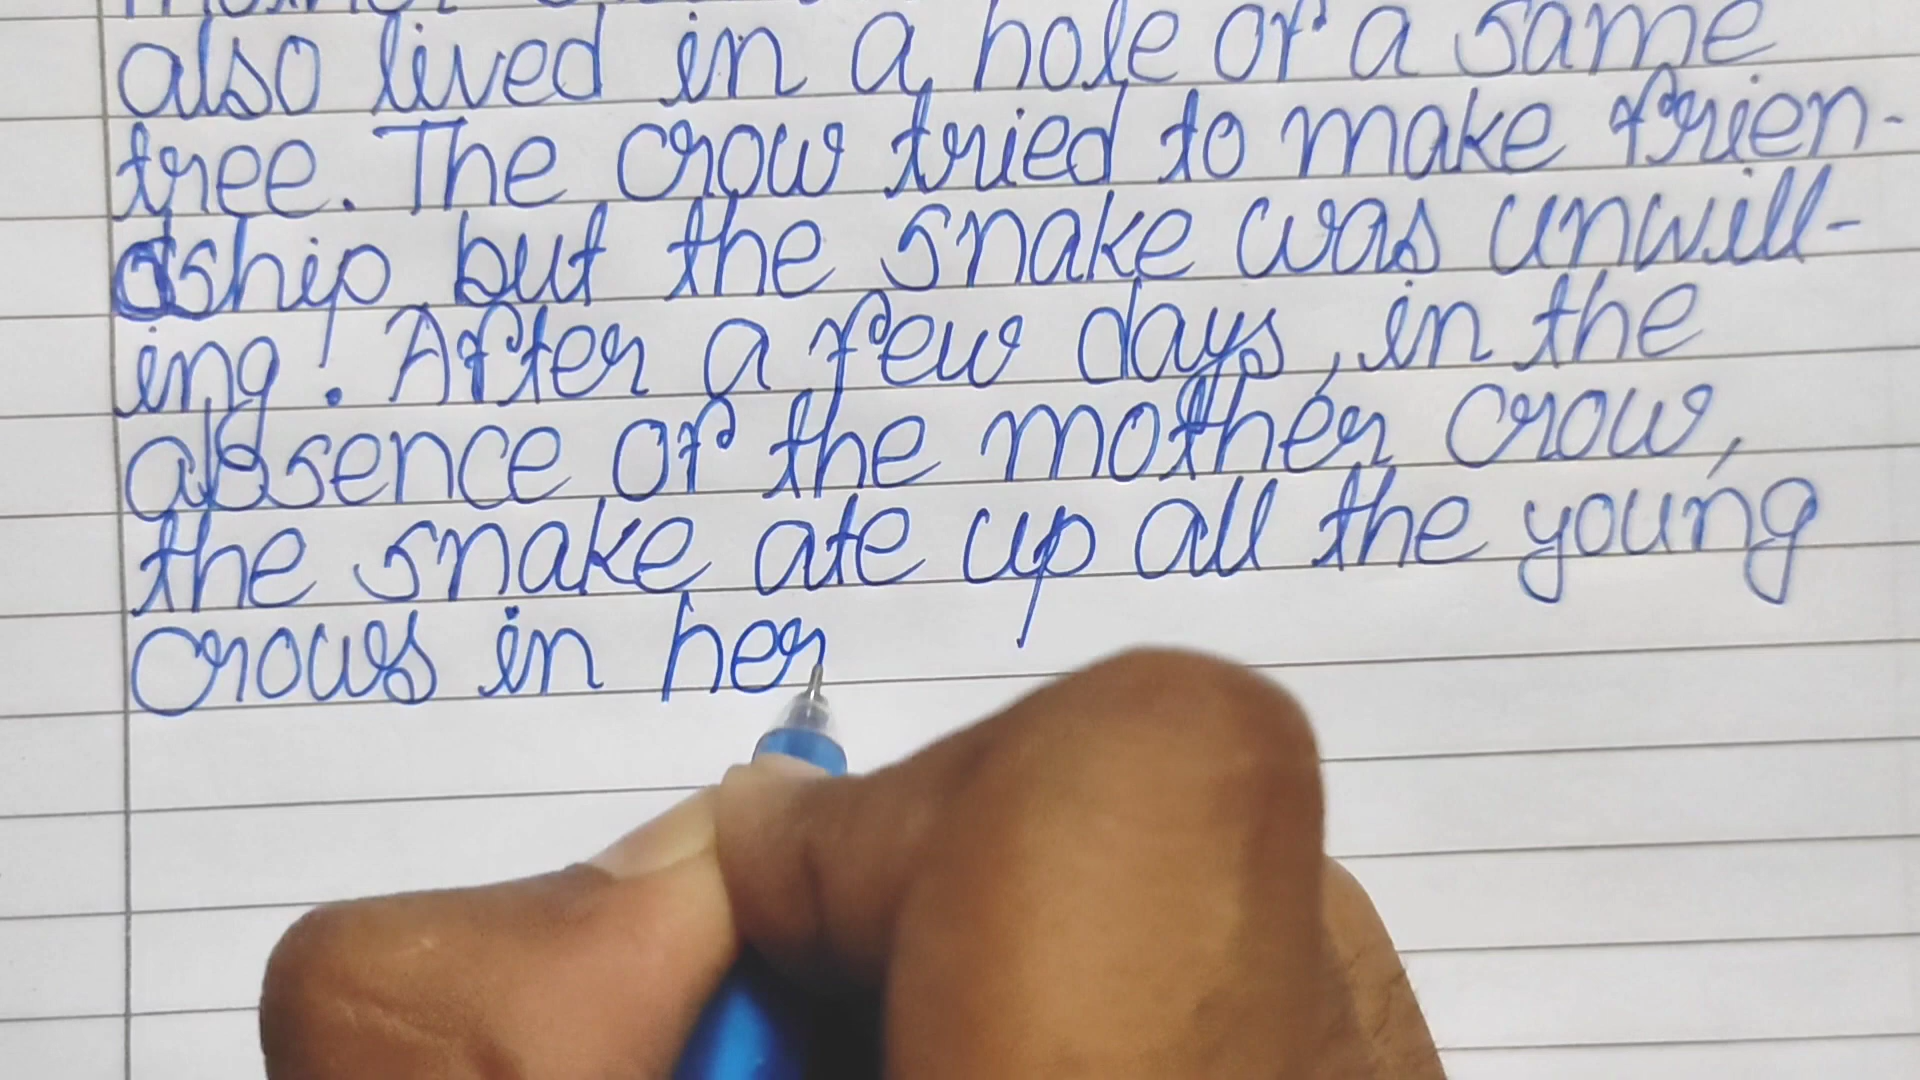 also lived in a hole of a same
tree. The crow tried to make frien-
dship but the snake was unwill-
ing. After a few days, in the
absence of the mother crow,
the snake ate up all the young
crows in her